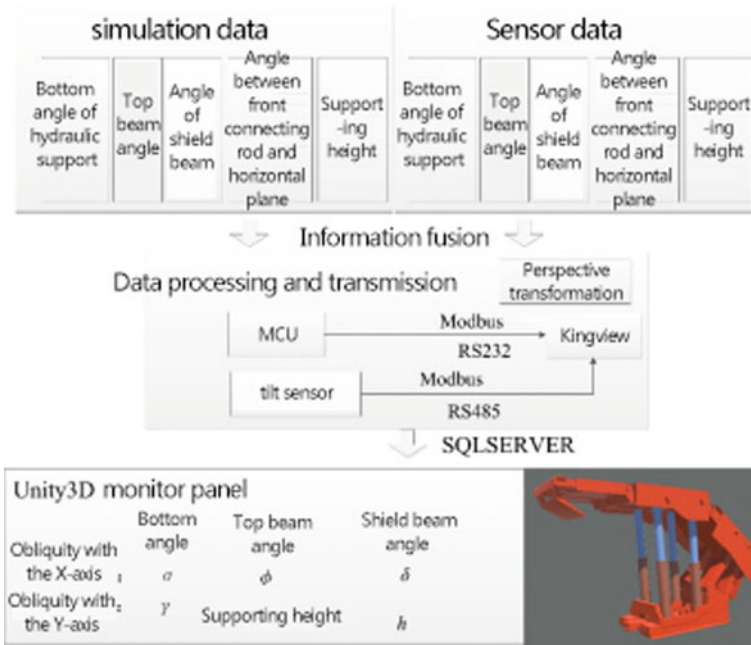 simulation data
Bottom
angle of
hydraulic
support
Top
beam
angle
Angle
of
shield
beam
Angle
between
front
connecting
rod and
horizontal
plane
Support
-ing
height
Sensor data
Bottom
angle of
hydraulic
support
Top
beam
angle
Angle
of
shield
beam
Angle
between
front
connecting
rod and
horizontal
plane
Support
-ing
height
Information fusion
Data processing and transmission
Perspective
transformation
MCU
Modbus
RS232
Kingview
tilt sensor
Modbus
RS485
SQLSERVER
Unity3D monitor panel
Bottom
angle
Top beam
angle
Shield beam
angle
Obliquity with
the X-axis 1 α ϕ δ
Obliquity with 2
the Y-axis
γ
Supporting height h